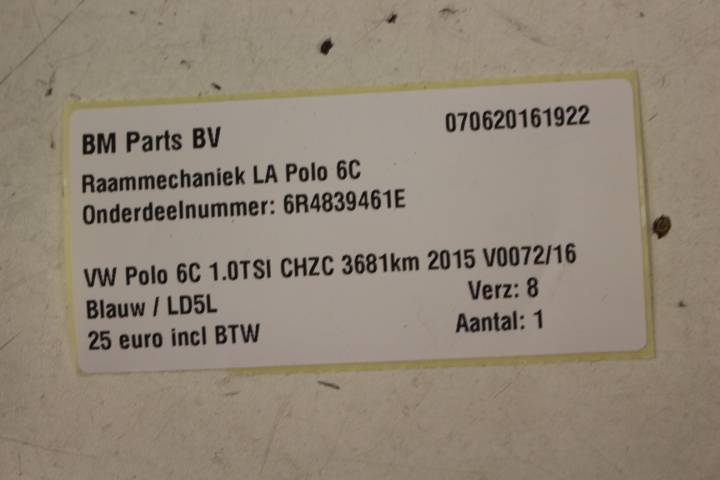 BM Parts BV 070620161922
Raammechaniek LA Polo 6C
Onderdeelnummer: 6R4839461E
VW Polo 6C 1.0TSI CHZC 3681km 2015 V0072/16
Blauw / LD5L Verz: 8
25 euro incl BTW Aantal: 1